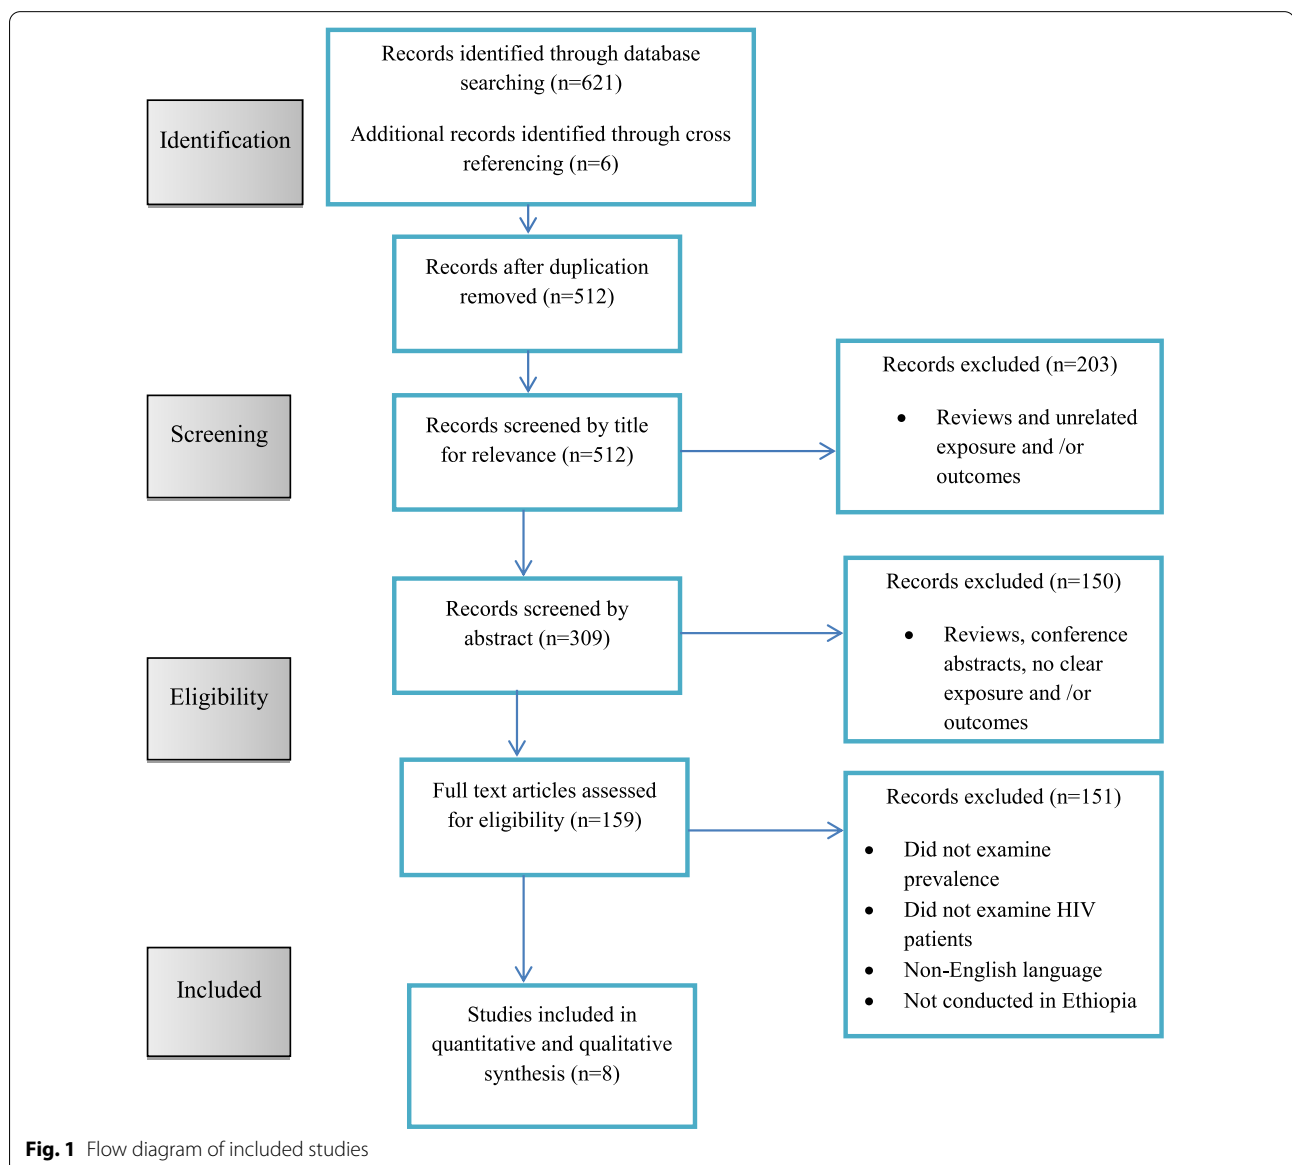 Records identified through database
searching (n=621)
Additional records identified through cross
referencing (n=6)
Identification
Records after duplication
removed (n=512)
Screening
Records screened by title
for relevance (n=512)
Records excluded (n=203)
• Reviews and unrelated
exposure and /or
outcomes
Records screened by
abstract (n=309)
Records excluded (n=150)
• Reviews, conference
abstracts, no clear
exposure and /or
outcomes
Eligibility
Full text articles assessed
for eligibility (n=159)
Records excluded (n=151)
• Did not examine
prevalence
• Did not examine HIV
patients
• Non-English language
• Not conducted in Ethiopia
Included
Studies included in
quantitative and qualitative
synthesis (n=8)
Fig. 1 Flow diagram of included studies